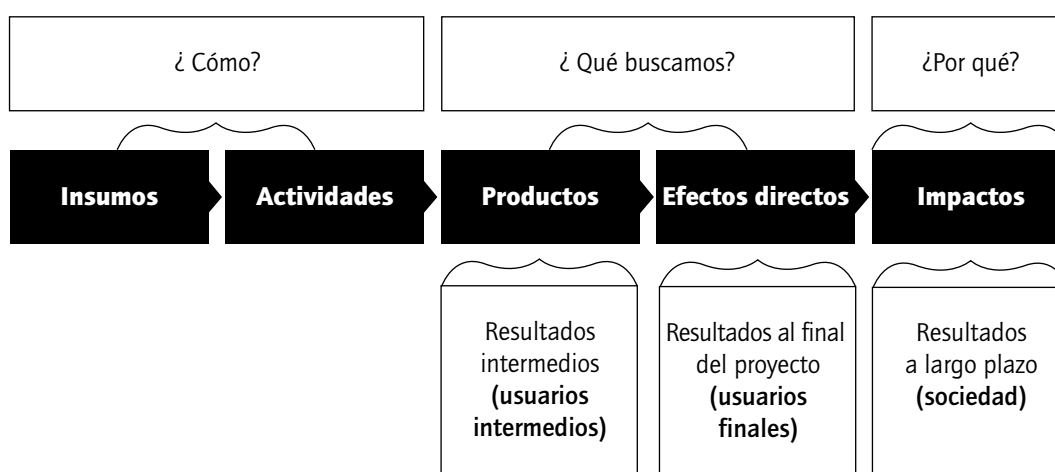 ¿ Cómo?
¿ Qué buscamos?
¿Por qué?
Insumos
Actividades
Productos
Efectos directos
Impactos
Resultados
intermedios
(usuarios
intermedios)
Resultados al final
del proyecto
(usuarios
finales)
Resultados
a largo plazo
(sociedad)